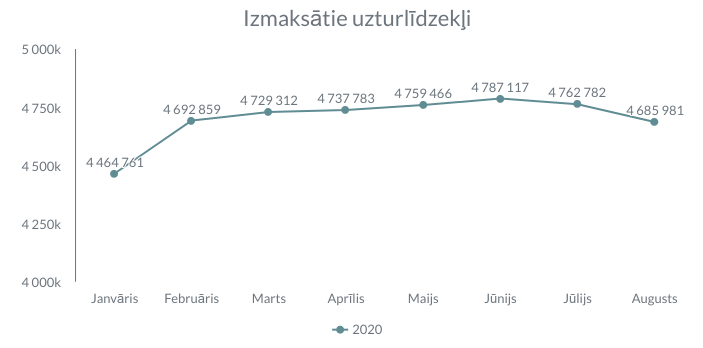 Izmaksātie uzturlīdzekļi
5 000k
4 750k
4 500k
4 250k
4 000k
4 464 761
4 692 859
4 729 312
4 737 783
4 759 466
4 787 117
4 762 782
4 685 981
Janvāris Februāris Marts Aprīlis Maijs Jūnijs Jūlijs Augusts
2020